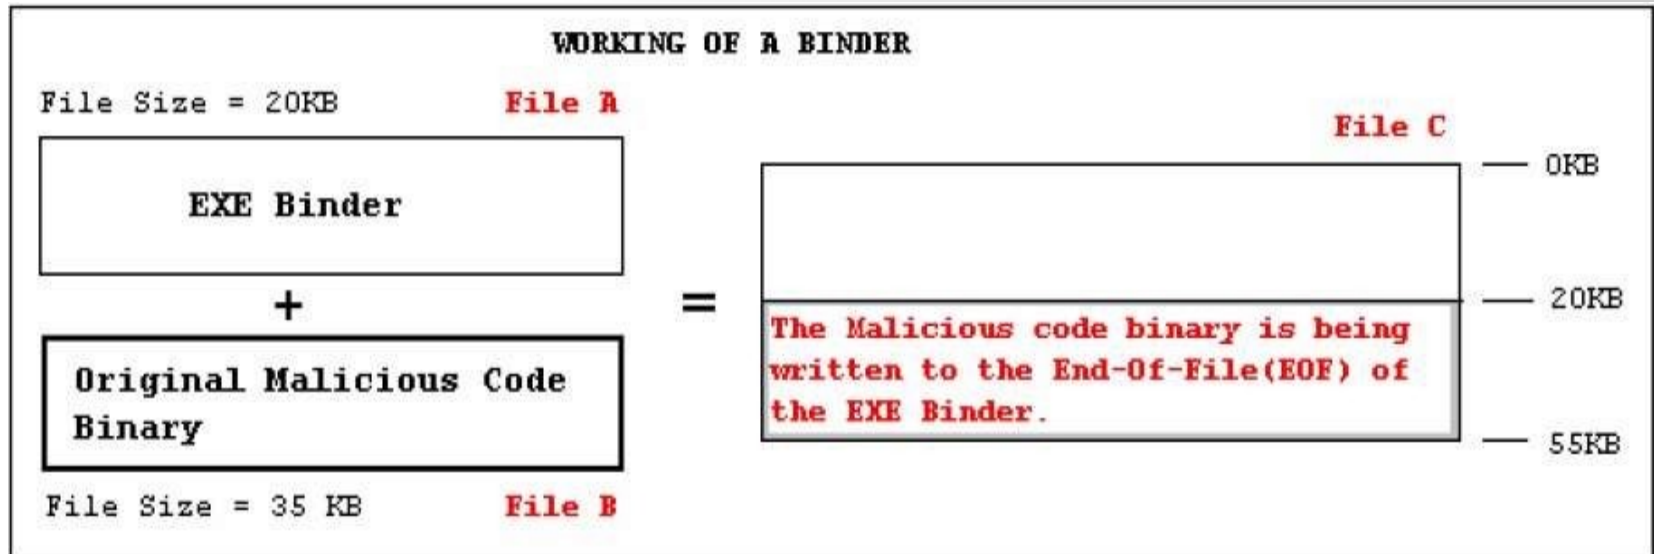 WORKING OF A BINDER
File Size = 20KB
File A
EXE Binder
+
Original Malicious Code
Binary
File Size = 35 KB
File B
=
File C
0KB
20KB
The Malicious code binary is being
written to the End-Of-File(EOF) of
the EXE Binder.
55KB